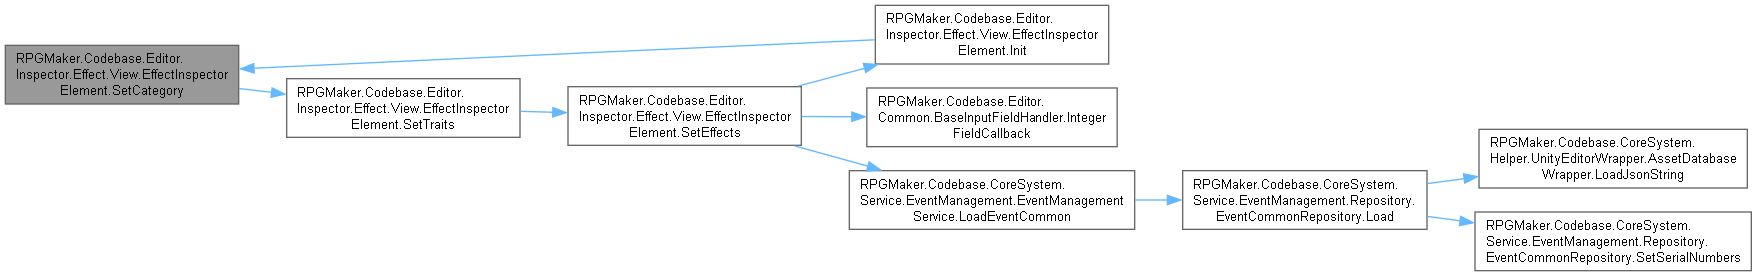 RPGMaker.Codebase.Editor.
Inspector.Effect.View.EffectInspector
Element.SetCategory
RPGMaker.Codebase.Editor.
Inspector.Effect.View.EffectInspector
Element.SetTraits
RPGMaker.Codebase.Editor.
Inspector.Effect.View.EffectInspector
Element.SetEffects
RPGMaker.Codebase.Editor.
Inspector.Effect.View.EffectInspector
Element.Init
RPGMaker.Codebase.Editor.
Common.BaseInputFieldHandler.Integer
FieldCallback
RPGMaker.Codebase.CoreSystem.
Service.EventManagement.EventManagement
Service.LoadEventCommon
RPGMaker.Codebase.CoreSystem.
Service.EventManagement.Repository.
EventCommonRepository.Load
RPGMaker.Codebase.CoreSystem.
Helper.UnityEditorWrapper.AssetDatabase
Wrapper.LoadJsonString
RPGMaker.Codebase.CoreSystem.
Service.EventManagement.Repository.
EventCommonRepository.SetSerialNumbers